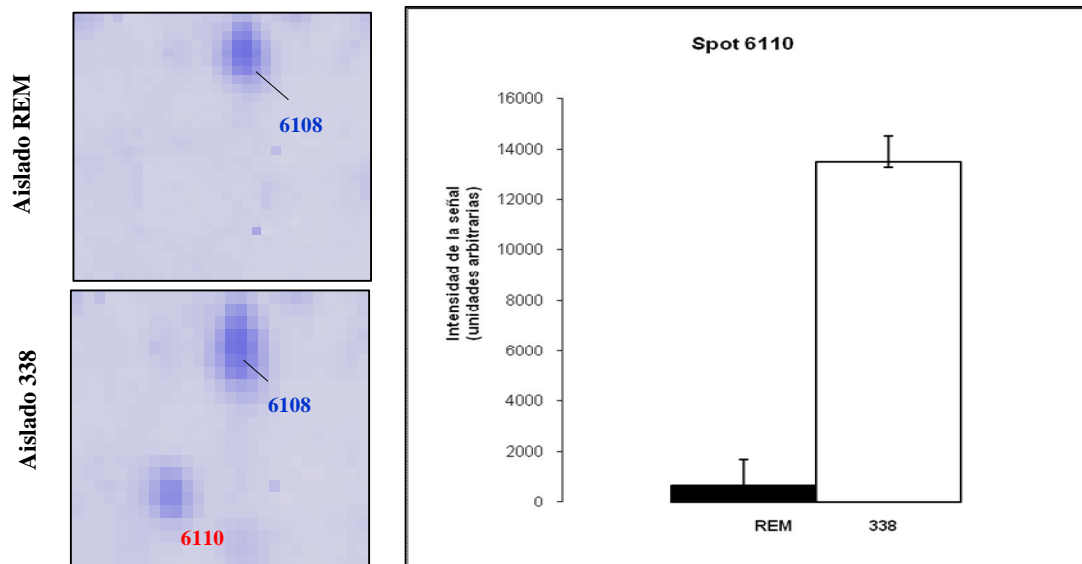 Aislado REM
6108
Aislado 338
6108
6110
Spot 6110
Intensidad de la señal
(unidades arbitrarias)
16000
14000
12000
10000
8000
6000
4000
2000
0
REM
338